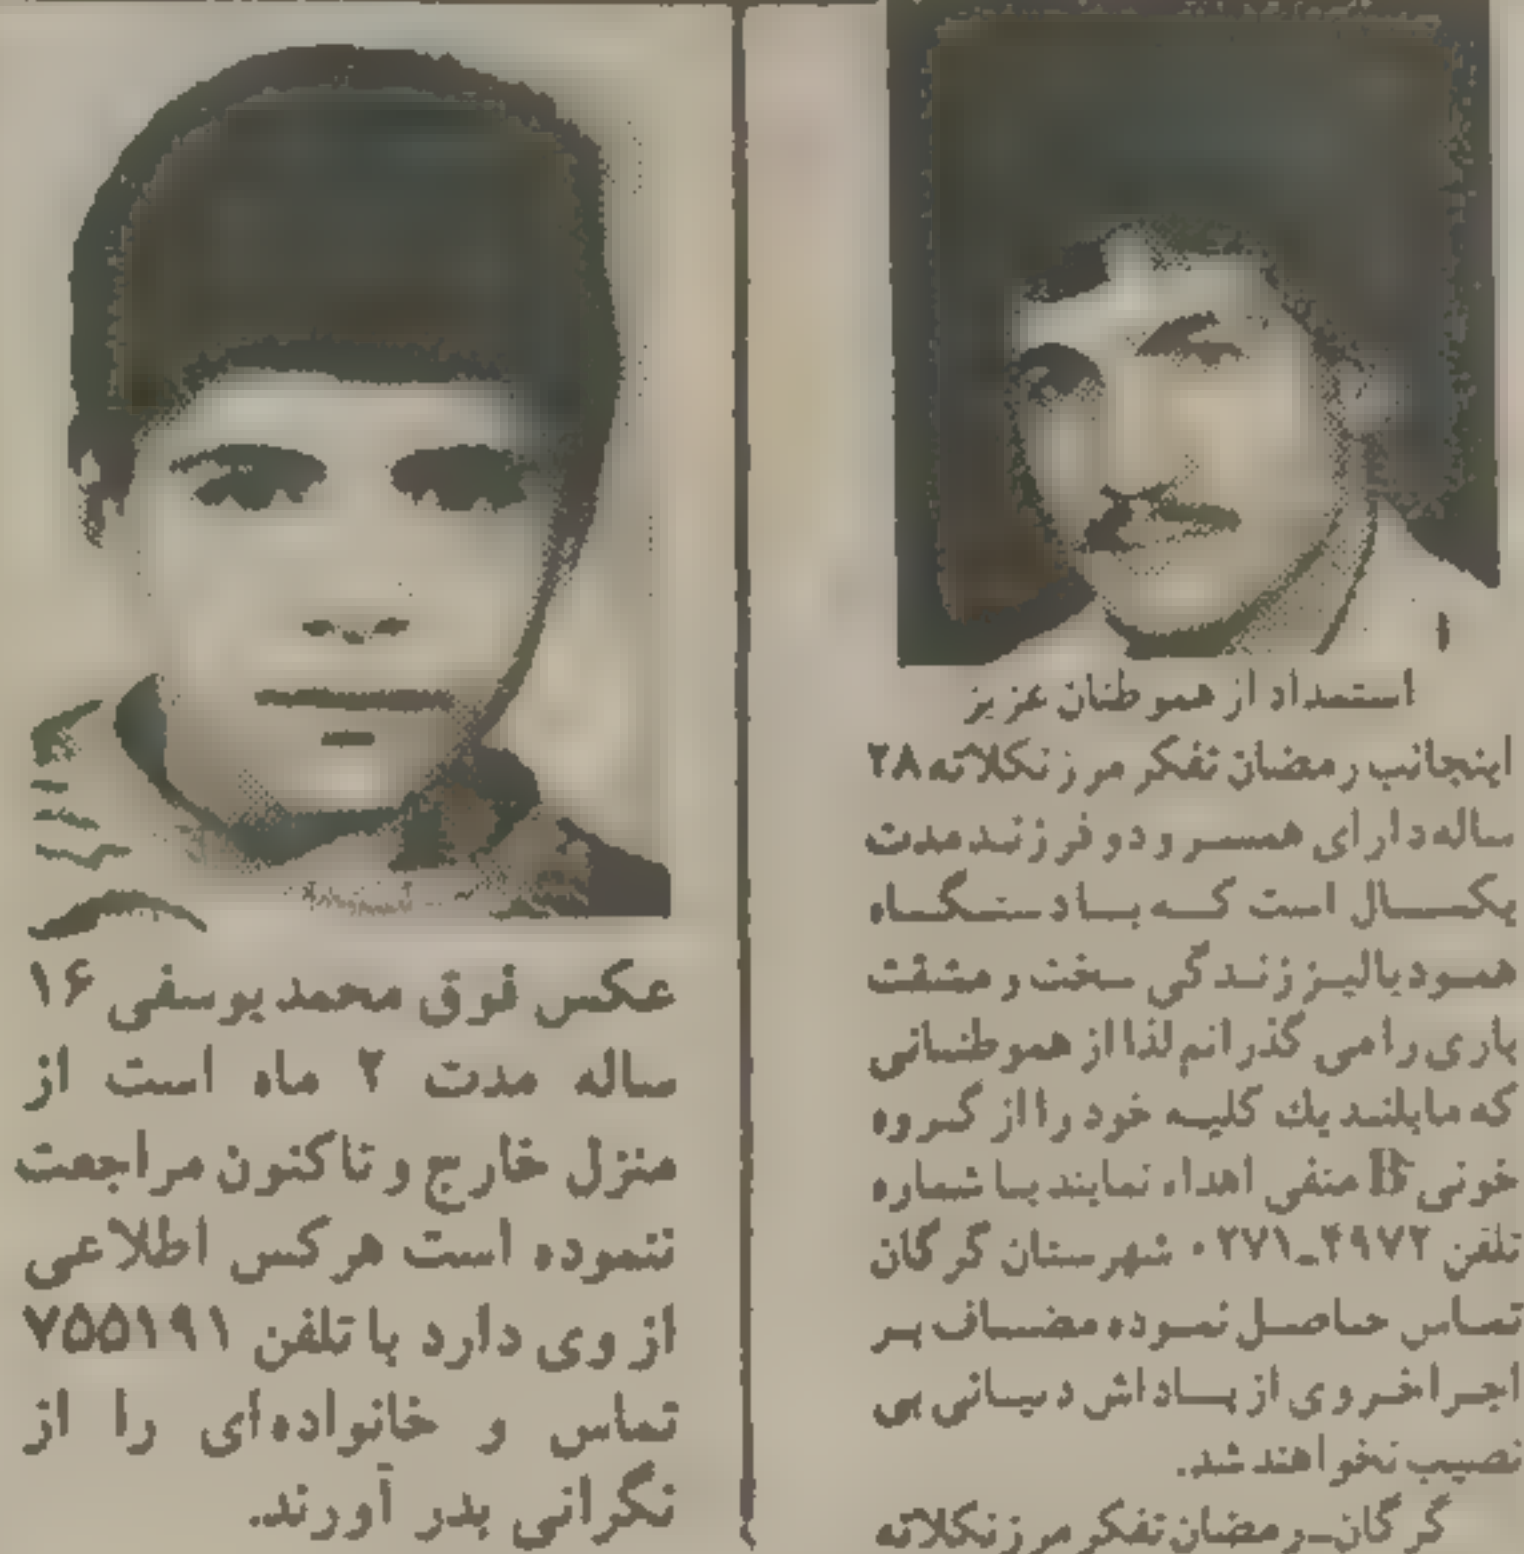 استمداد از هموطنان عزیز
اینجانب رمضان تفکر مرزنکلاته ۲۸
ساله دارای همسر و دو فرزند مدت
یکسال است که با دستگاه
همودیالیز زندگی سخت و مشقت
باری را می گذرانم لذا از هموطنانی
که مایلند یك کلیه خود را از گروه
خونی B منفی اهداء نمایند با شماره
تلفن ۴۹۷۲-۰۲۷۱ شهرستان گرگان
تماس حاصل نموده مضاف بر
اجر اخروی از پاداش دنیائی بی
نصیب نخواهند شد.
گرگان-رمضان تفکر مرزنکلاته
عکس فوق محمد یوسفی ۱۶
ساله مدت ۲ ماه است از
منزل خارج و تاکنون مراجعت
ننموده است هرکس اطلاعی
از وی دارد با تلفن ۷۵۵۱۹۱
تماس و خانواده‌ای را از
نگرانی بدر آورند.